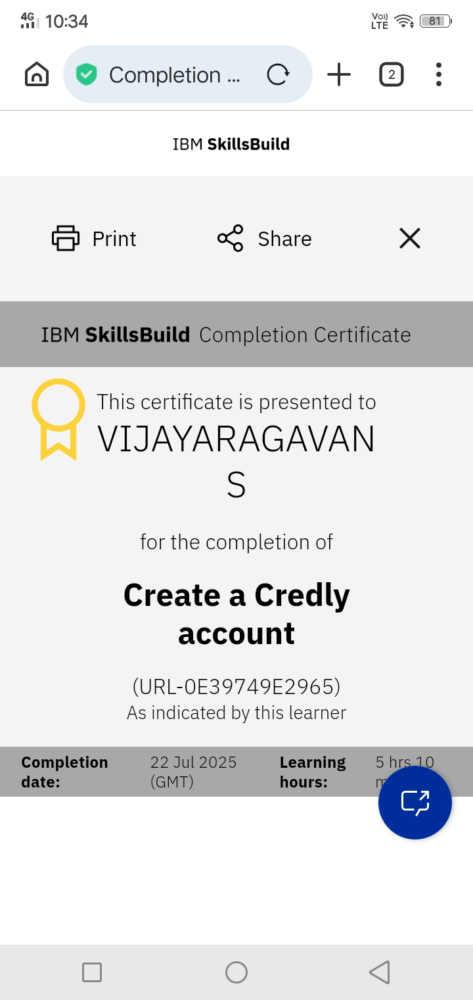 4G 10:34 Vo)) LTE 81
Completion ... 2
IBM SkillsBuild
Print Share
IBM SkillsBuild Completion Certificate
This certificate is presented to
VIJAYARAGAVAN
S
for the completion of
Create a Credly
account
(URL-0E39749E2965)
As indicated by this learner
Completion 22 Jul 2025 Learning 5 hrs 10
date: (GMT) hours: